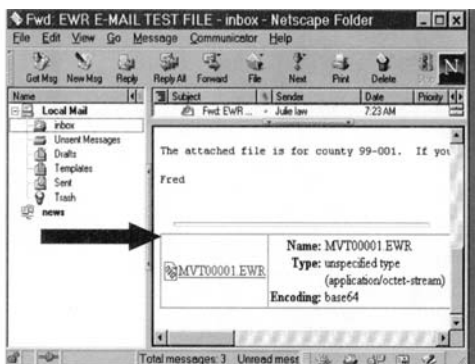 Fwd: EWR E-MAIL TEST FILE - inbox - Netscape Folder
File Edit View Go Message Communicator Help
Get Msg New Msg Reply Reply All Forward File Next Print Delete
N
Name Subject Sender Date Priority
Local Mail Fwd: EWR ... Julie law 7:23 AM
inbox
Unsent Messages
Drafts
Templates
Sent
Trash
news
The attached file is for county 99-001. If you
Fred
MVT00001.EWR
Name: MVT00001.EWR
Type: unspecified type
(application/octet-stream)
Encoding: base64
Total messages: 3 Unread mess